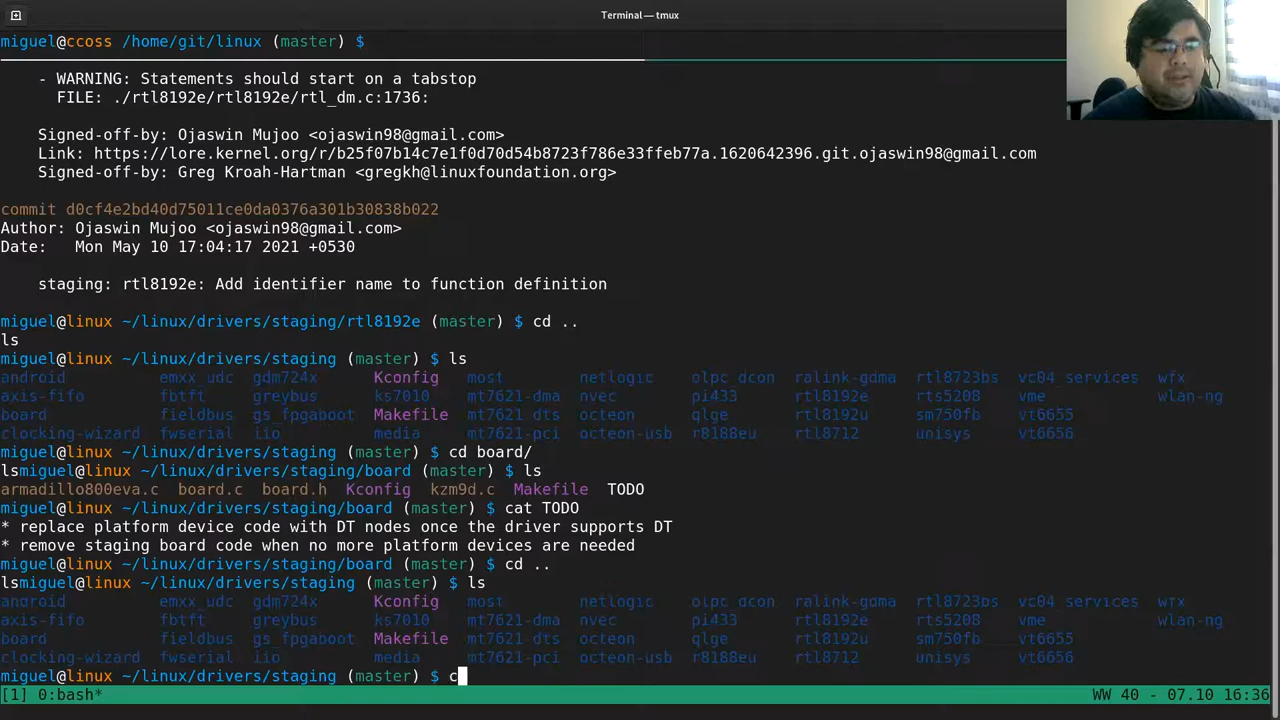 Terminal — tmux
miguel@ccoss /home/git/linux (master) $
- WARNING: Statements should start on a tabstop
FILE: ./rtl8192e/rtl8192e/rtl_dm.c:1736:
Signed-off-by: Ojaswin Mujoo <ojaswin98@gmail.com>
Link: https://lore.kernel.org/r/b25f07b14c7e1f0d70d54b8723f786e33ffeb77a.1620642396.git.ojaswin98@gmail.com
Signed-off-by: Greg Kroah-Hartman <gregkh@linuxfoundation.org>
commit d0cf4e2bd40d75011ce0da0376a301b30838b022
Author: Ojaswin Mujoo <ojaswin98@gmail.com>
Date:   Mon May 10 17:04:17 2021 +0530
staging: rtl8192e: Add identifier name to function definition
miguel@linux ~/linux/drivers/staging/rtl8192e (master) $ cd ..
ls
miguel@linux ~/linux/drivers/staging (master) $ ls
android emxx_udc gdm724x Kconfig most netlogic olpc_dcon ralink-gdma rtl8723bs vc04_services wfx
axis-fifo fbtft greybus ks7010 mt7621-dma nvec pi433 rtl8192e rts5208 vme wlan-ng
board fieldbus gs_fpgaboot Makefile mt7621-dts octeon qlge rtl8192u sm750fb vt6655
clocking-wizard fwserial iio media mt7621-pci octeon-usb r8188eu rtl8712 unisys vt6656
miguel@linux ~/linux/drivers/staging (master) $ cd board/
lsmiguel@linux ~/linux/drivers/staging/board (master) $ ls
armadillo800eva.c board.c board.h Kconfig kzm9d.c Makefile TODO
miguel@linux ~/linux/drivers/staging/board (master) $ cat TODO
* replace platform device code with DT nodes once the driver supports DT
* remove staging board code when no more platform devices are needed
miguel@linux ~/linux/drivers/staging/board (master) $ cd ..
lsmiguel@linux ~/linux/drivers/staging (master) $ ls
android emxx_udc gdm724x Kconfig most netlogic olpc_dcon ralink-gdma rtl8723bs vc04_services wfx
axis-fifo fbtft greybus ks7010 mt7621-dma nvec pi433 rtl8192e rts5208 vme wlan-ng
board fieldbus gs_fpgaboot Makefile mt7621-dts octeon qlge rtl8192u sm750fb vt6655
clocking-wizard fwserial iio media mt7621-pci octeon-usb r8188eu rtl8712 unisys vt6656
miguel@linux ~/linux/drivers/staging (master) $ c
[1] 0:bash* WW 40 - 07.10 16:36